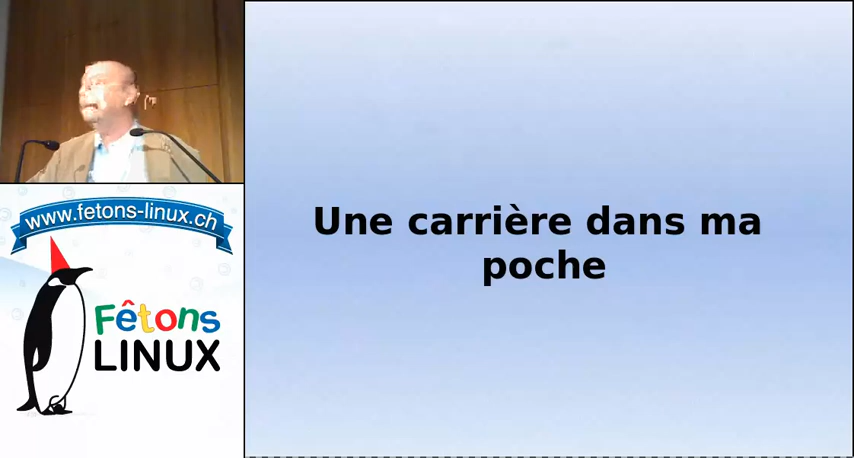 www.fetons-linux.ch
Fêtons
LINUX
Une carrière dans ma
poche